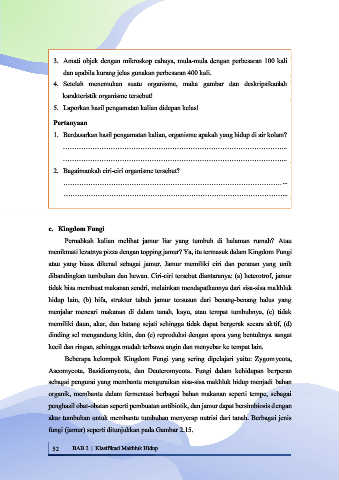 3. Amati objek dengan mikroskop cahaya, mula-mula dengan perbesaran 100 kali
dan apabila kurang jelas gunakan perbesaran 400 kali.
4. Setelah menemukan suatu organisme, maka gambar dan deskripsikanlah
karakteristik organisme tersebut!
5. Laporkan hasil pengamatan kalian didepan kelas!
Pertanyaan
1. Berdasarkan hasil pengamatan kalian, organisme apakah yang hidup di air kolam?
2. Bagaimanakah ciri-ciri organisme tersebut?
c. Kingdom Fungi
Pernahkah kalian melihat jamur liar yang tumbuh di halaman rumah? Atau
menikmati lezatnya pizza dengan topping jamur? Ya, itu termasuk dalam Kingdom Fungi
atau yang biasa dikenal sebagai jamur. Jamur memiliki ciri dan peranan yang unik
dibandingkan tumbuhan dan hewan. Ciri-ciri tersebut diantaranya: (a) heterotrof, jamur
tidak bisa membuat makanan sendiri, melainkan mendapatkannya dari sisa-sisa makhluk
hidup lain, (b) hifa, struktur tubuh jamur tersusun dari benang-benang halus yang
menjalar mencari makanan di dalam tanah, kayu, atau tempat tumbuhnya, (c) tidak
memiliki daun, akar, dan batang sejati sehingga tidak dapat bergerak secara aktif, (d)
dinding sel mengandung kitin, dan (e) reproduksi dengan spora yang bentuknya sangat
kecil dan ringan, sehingga mudah terbawa angin dan menyebar ke tempat lain.
Beberapa kelompok Kingdom Fungi yang sering dipelajari yaitu: Zygomycota,
Ascomycota, Basidiomycota, dan Deuteromycota. Fungi dalam kehidupan berperan
sebagai pengurai yang membantu menguraikan sisa-sisa makhluk hidup menjadi bahan
organik, membantu dalam fermentasi berbagai bahan makanan seperti tempe, sebagai
penghasil obat-obatan seperti pembuatan antibiotik, dan jamur dapat bersimbiosis dengan
akar tumbuhan untuk membantu tumbuhan menyerap nutrisi dari tanah. Berbagai jenis
fungi (jamur) seperti ditunjukkan pada Gambar 2.15.
52 BAB 2 | Klasifikasi Makhluk Hidup